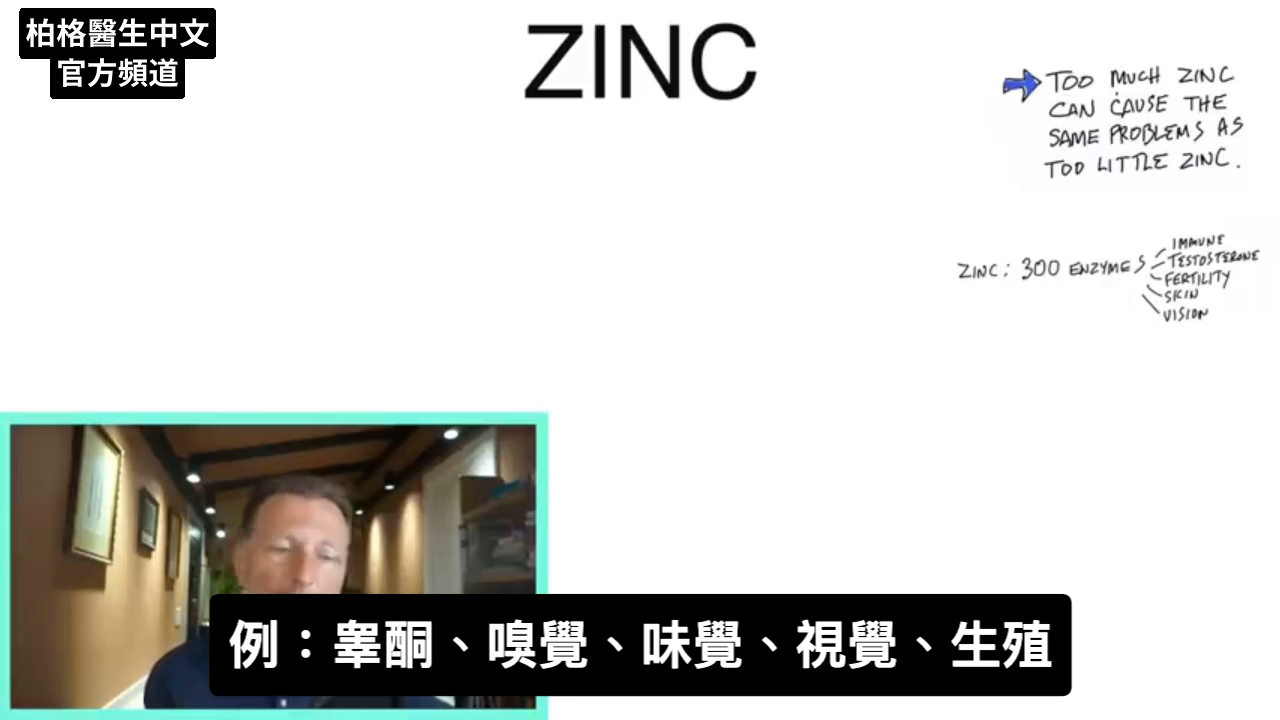 柏格醫生中文
官方頻道
ZINC
TOO MUCH ZINC
CAN CAUSE THE
SAME PROBLEMS AS
TOO LITTLE ZINC.
ZINC: 300 ENZYMES
IMMUNE
TESTOSTERONE
FERTILITY
SKIN
VISION
例：睾酮、嗅覺、味覺、視覺、生殖